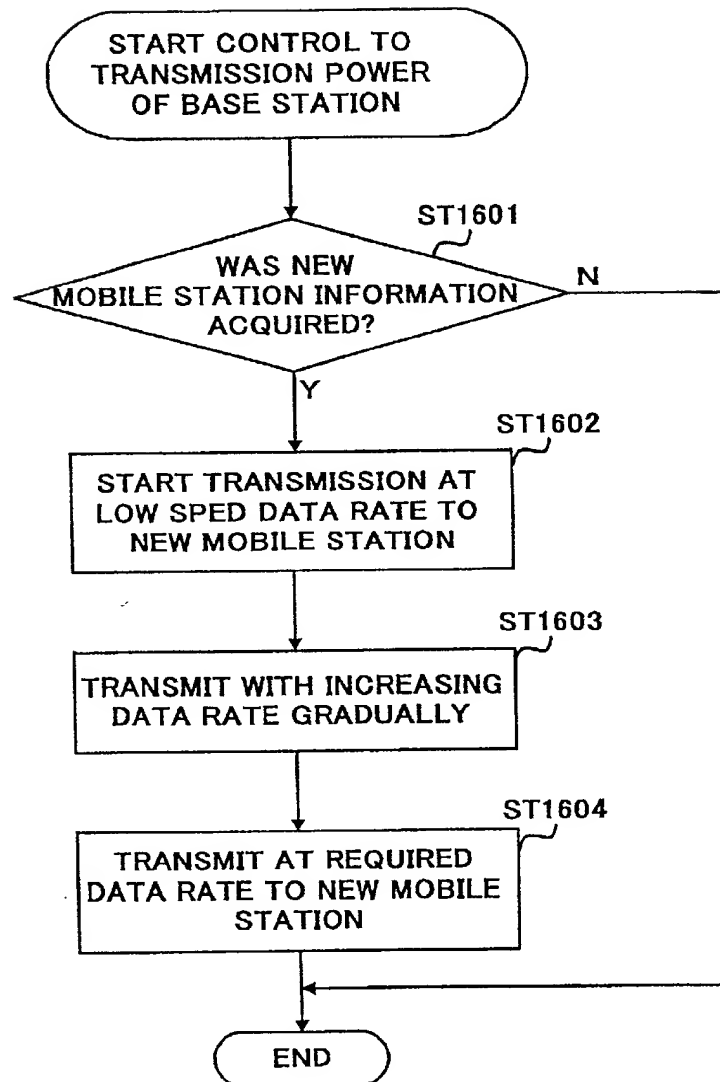 START CONTROL TO
TRANSMISSION POWER
OF BASE STATION
ST1601
WAS NEW
MOBILE STATION INFORMATION
ACQUIRED?
N
Y
ST1602
START TRANSMISSION AT
LOW SPED DATA RATE TO
NEW MOBILE STATION
ST1603
TRANSMIT WITH INCREASING
DATA RATE GRADUALLY
ST1604
TRANSMIT AT REQUIRED
DATA RATE TO NEW MOBILE
STATION
END